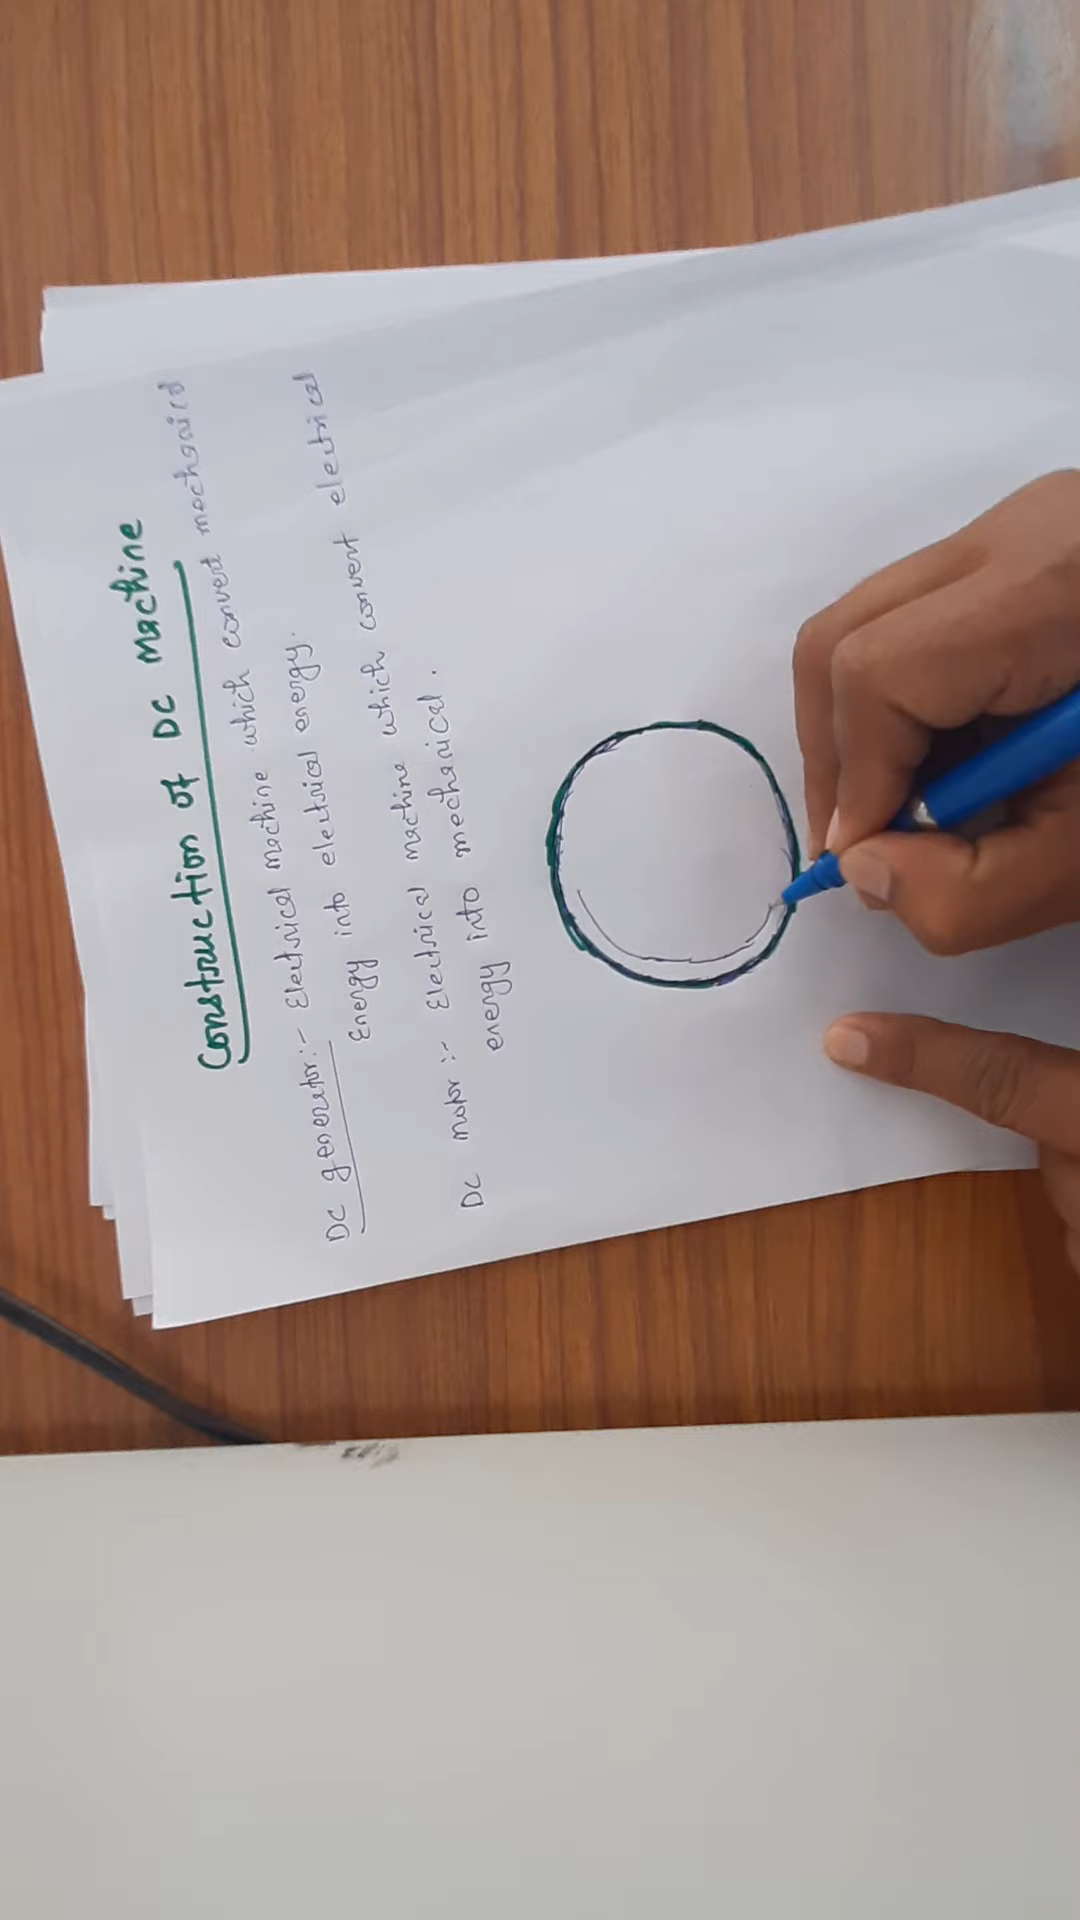 Construction of DC Machine
DC generator:- Electrical machine which convert mechanical
Energy into electrical energy.
DC motor :- Electrical machine which convert electrical
energy into mechanical.